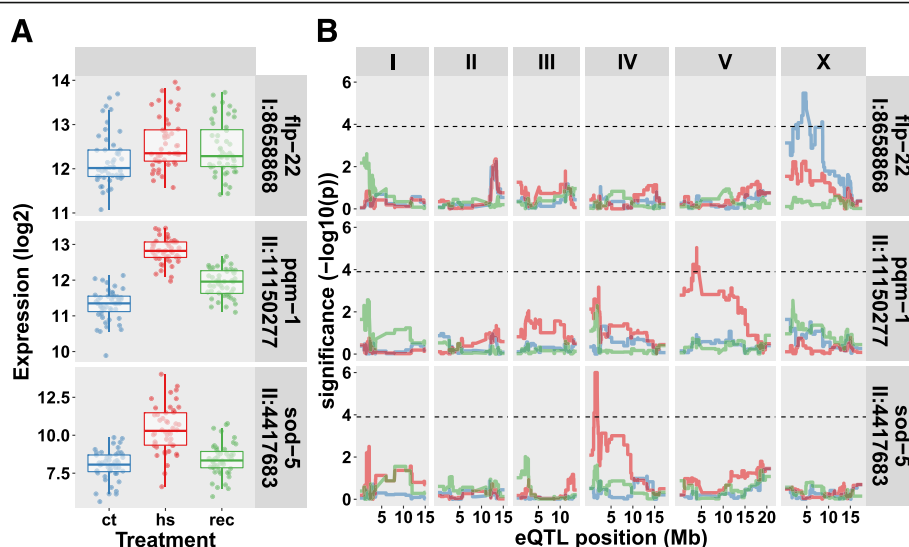 A
B
I
II
III
IV
V
X
Expression (log2)
14
13
12
11
flp-22
I:8658868
13
12
11
10
pqm-1
II:11150277
12.5
10.0
7.5
sod-5
II:4417683
ct hs rec
Treatment
significance (-log10(p))
6
4
2
0
flp-22
I:8658868
6
4
2
0
pqm-1
II:11150277
6
4
2
0
sod-5
II:4417683
5 10 15 5 10 15 5 10 5 10 15 5 10 15 20 5 10 15
eQTL position (Mb)